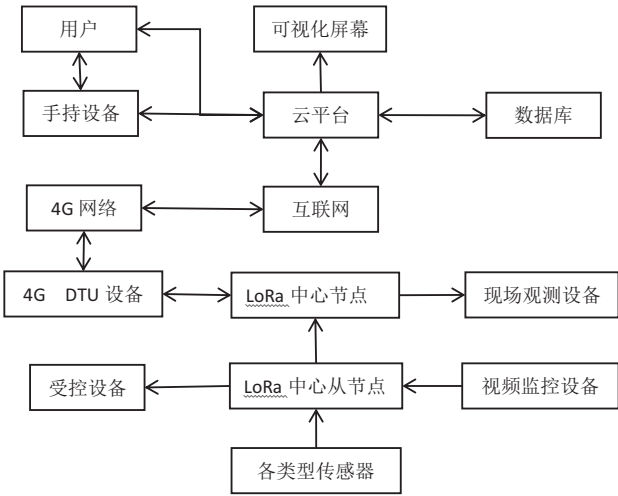 用户
可视化屏幕
手持设备
云平台
数据库
4G 网络
互联网
4G DTU 设备
LoRa 中心节点
现场观测设备
受控设备
LoRa 中心从节点
视频监控设备
各类型传感器